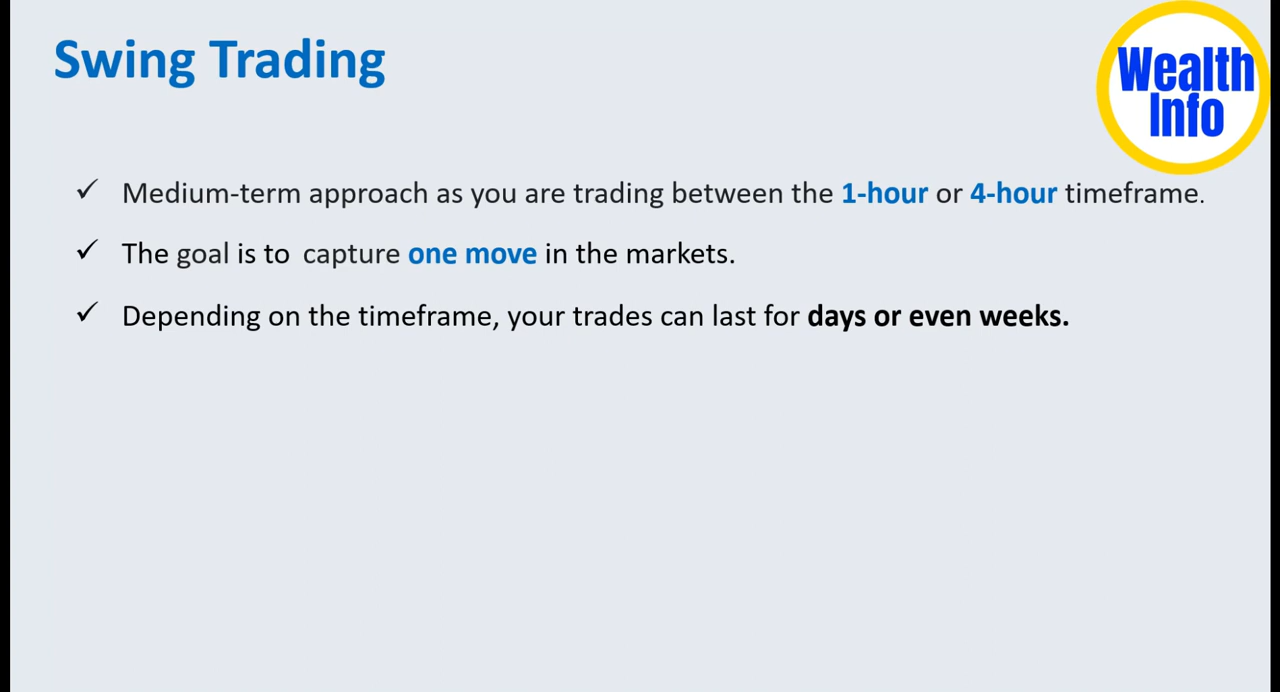 Swing Trading
Wealth
Info
✓ Medium-term approach as you are trading between the 1-hour or 4-hour timeframe.
✓ The goal is to capture one move in the markets.
✓ Depending on the timeframe, your trades can last for days or even weeks.